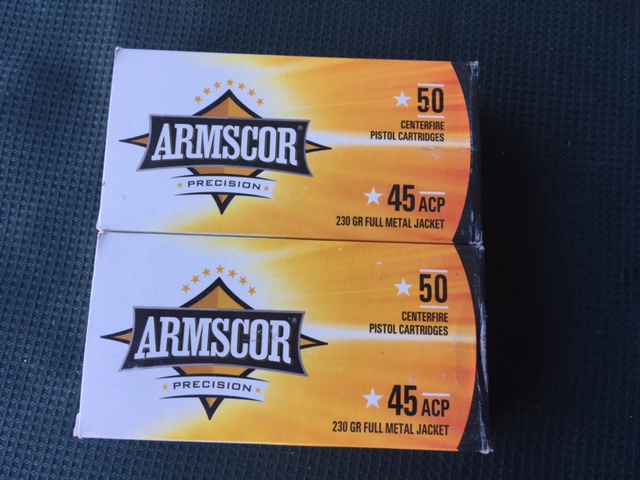 ARMSCOR
PRECISION
50
CENTERFIRE
PISTOL CARTRIDGES
45 ACP
230 GR FULL METAL JACKET
ARMSCOR
PRECISION
50
CENTERFIRE
PISTOL CARTRIDGES
45 ACP
230 GR FULL METAL JACKET